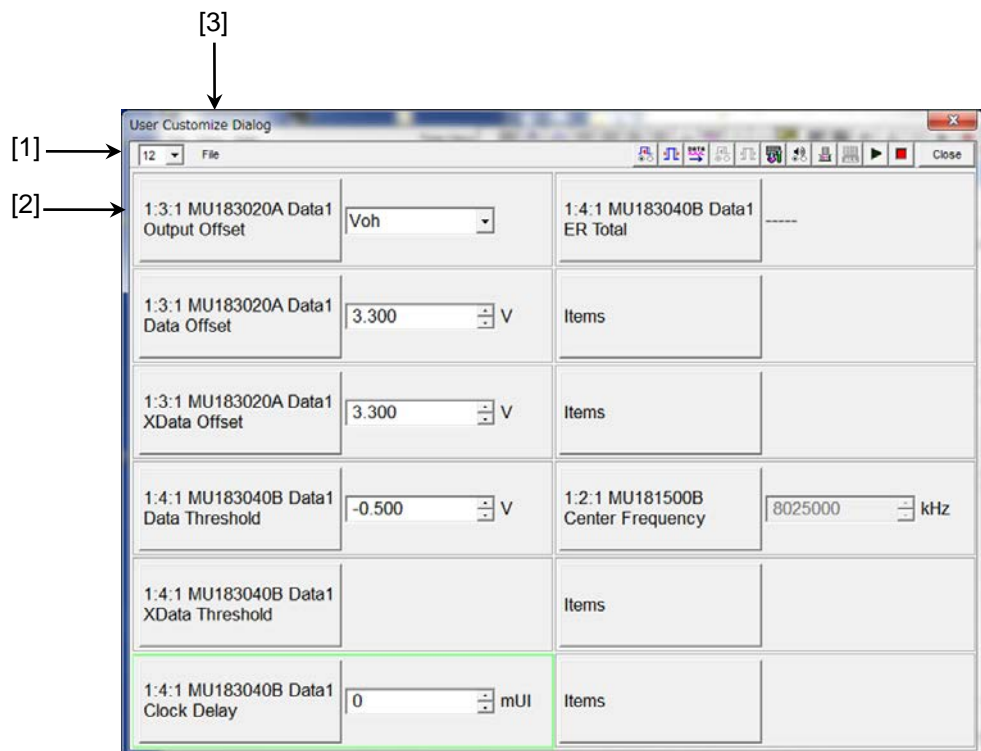 [3]
User Customize Dialog
[1]
12
File
Close
[2]
1:3:1 MU183020A Data1
Output Offset
Voh
1:4:1 MU183040B Data1
ER Total
-----
1:3:1 MU183020A Data1
Data Offset
3.300
V
Items
1:3:1 MU183020A Data1
XData Offset
3.300
V
Items
1:4:1 MU183040B Data1
Data Threshold
-0.500
V
1:2:1 MU181500B
Center Frequency
8025000
kHz
1:4:1 MU183040B Data1
XData Threshold
Items
1:4:1 MU183040B Data1
Clock Delay
0
mUI
Items